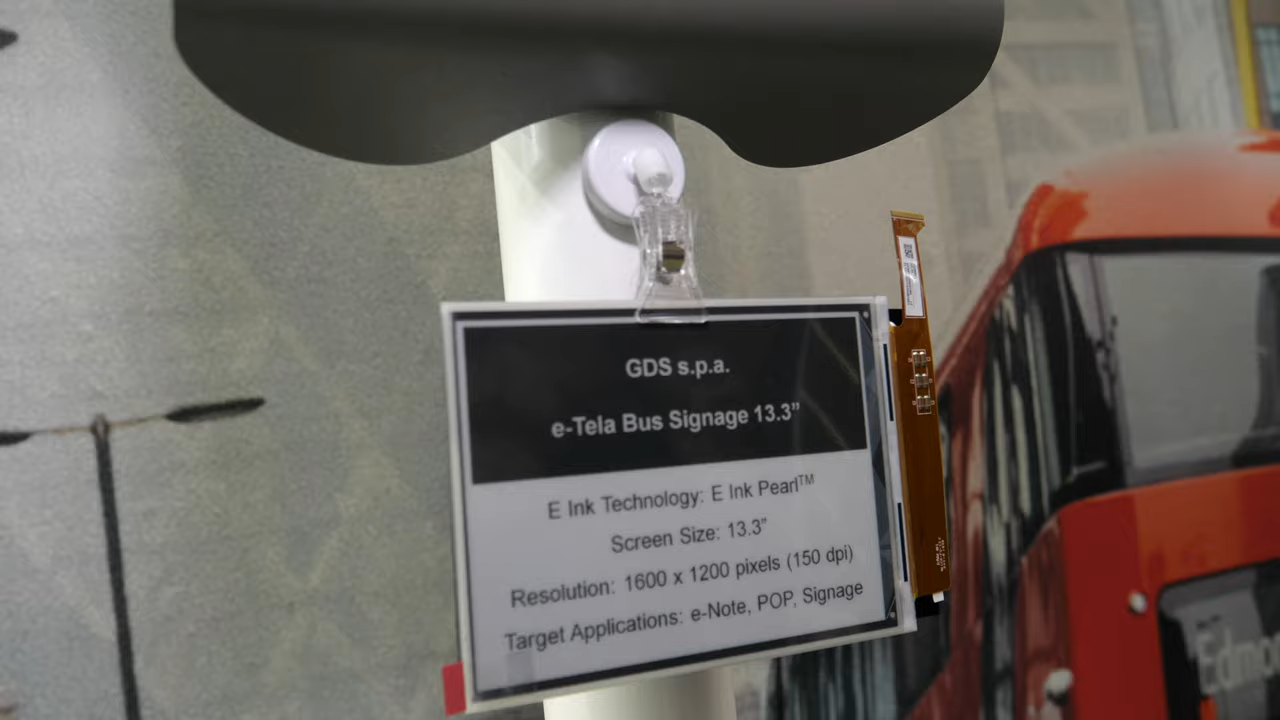 GDS s.p.a.
e-Tela Bus Signage 13.3”
E Ink Technology: E Ink Pearl™
Screen Size: 13.3”
Resolution: 1600 x 1200 pixels (150 dpi)
Target Applications: e-Note, POP, Signage